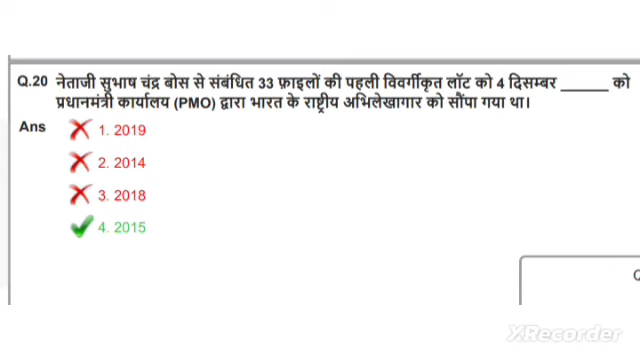 Q.20 नेताजी सुभाष चंद्र बोस से संबंधित 33 फ़ाइलों की पहली विवर्गीकृत लॉट को 4 दिसम्बर ______ को
प्रधानमंत्री कार्यालय (PMO) द्वारा भारत के राष्ट्रीय अभिलेखागार को सौंपा गया था।
Ans 1. 2019
2. 2014
3. 2018
4. 2015
XRecorder